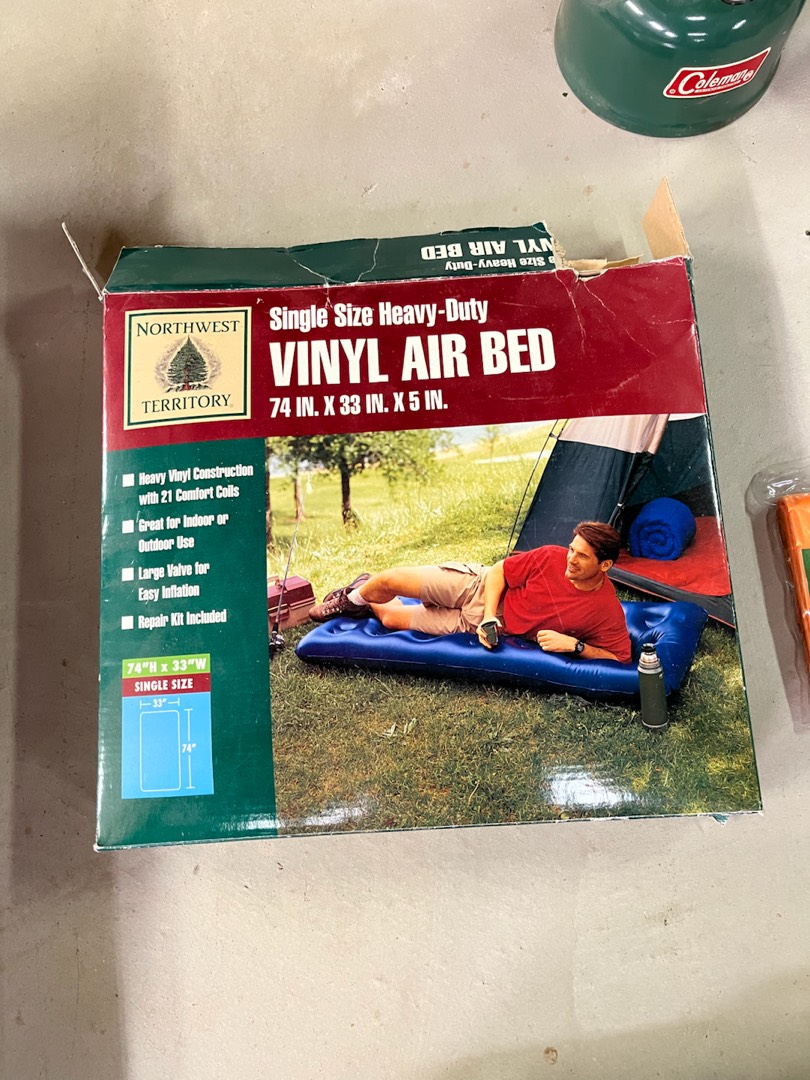 Coleman®
VINYL AIR BED
Size Heavy-Duty
NORTHWEST
TERRITORY
Single Size Heavy-Duty
VINYL AIR BED
74 IN. X 33 IN. X 5 IN.
Heavy Vinyl Construction
with 21 Comfort Coils
Great for Indoor or
Outdoor Use
Large Valve for
Easy Inflation
Repair Kit Included
74"H x 33"W
SINGLE SIZE
33"
74"